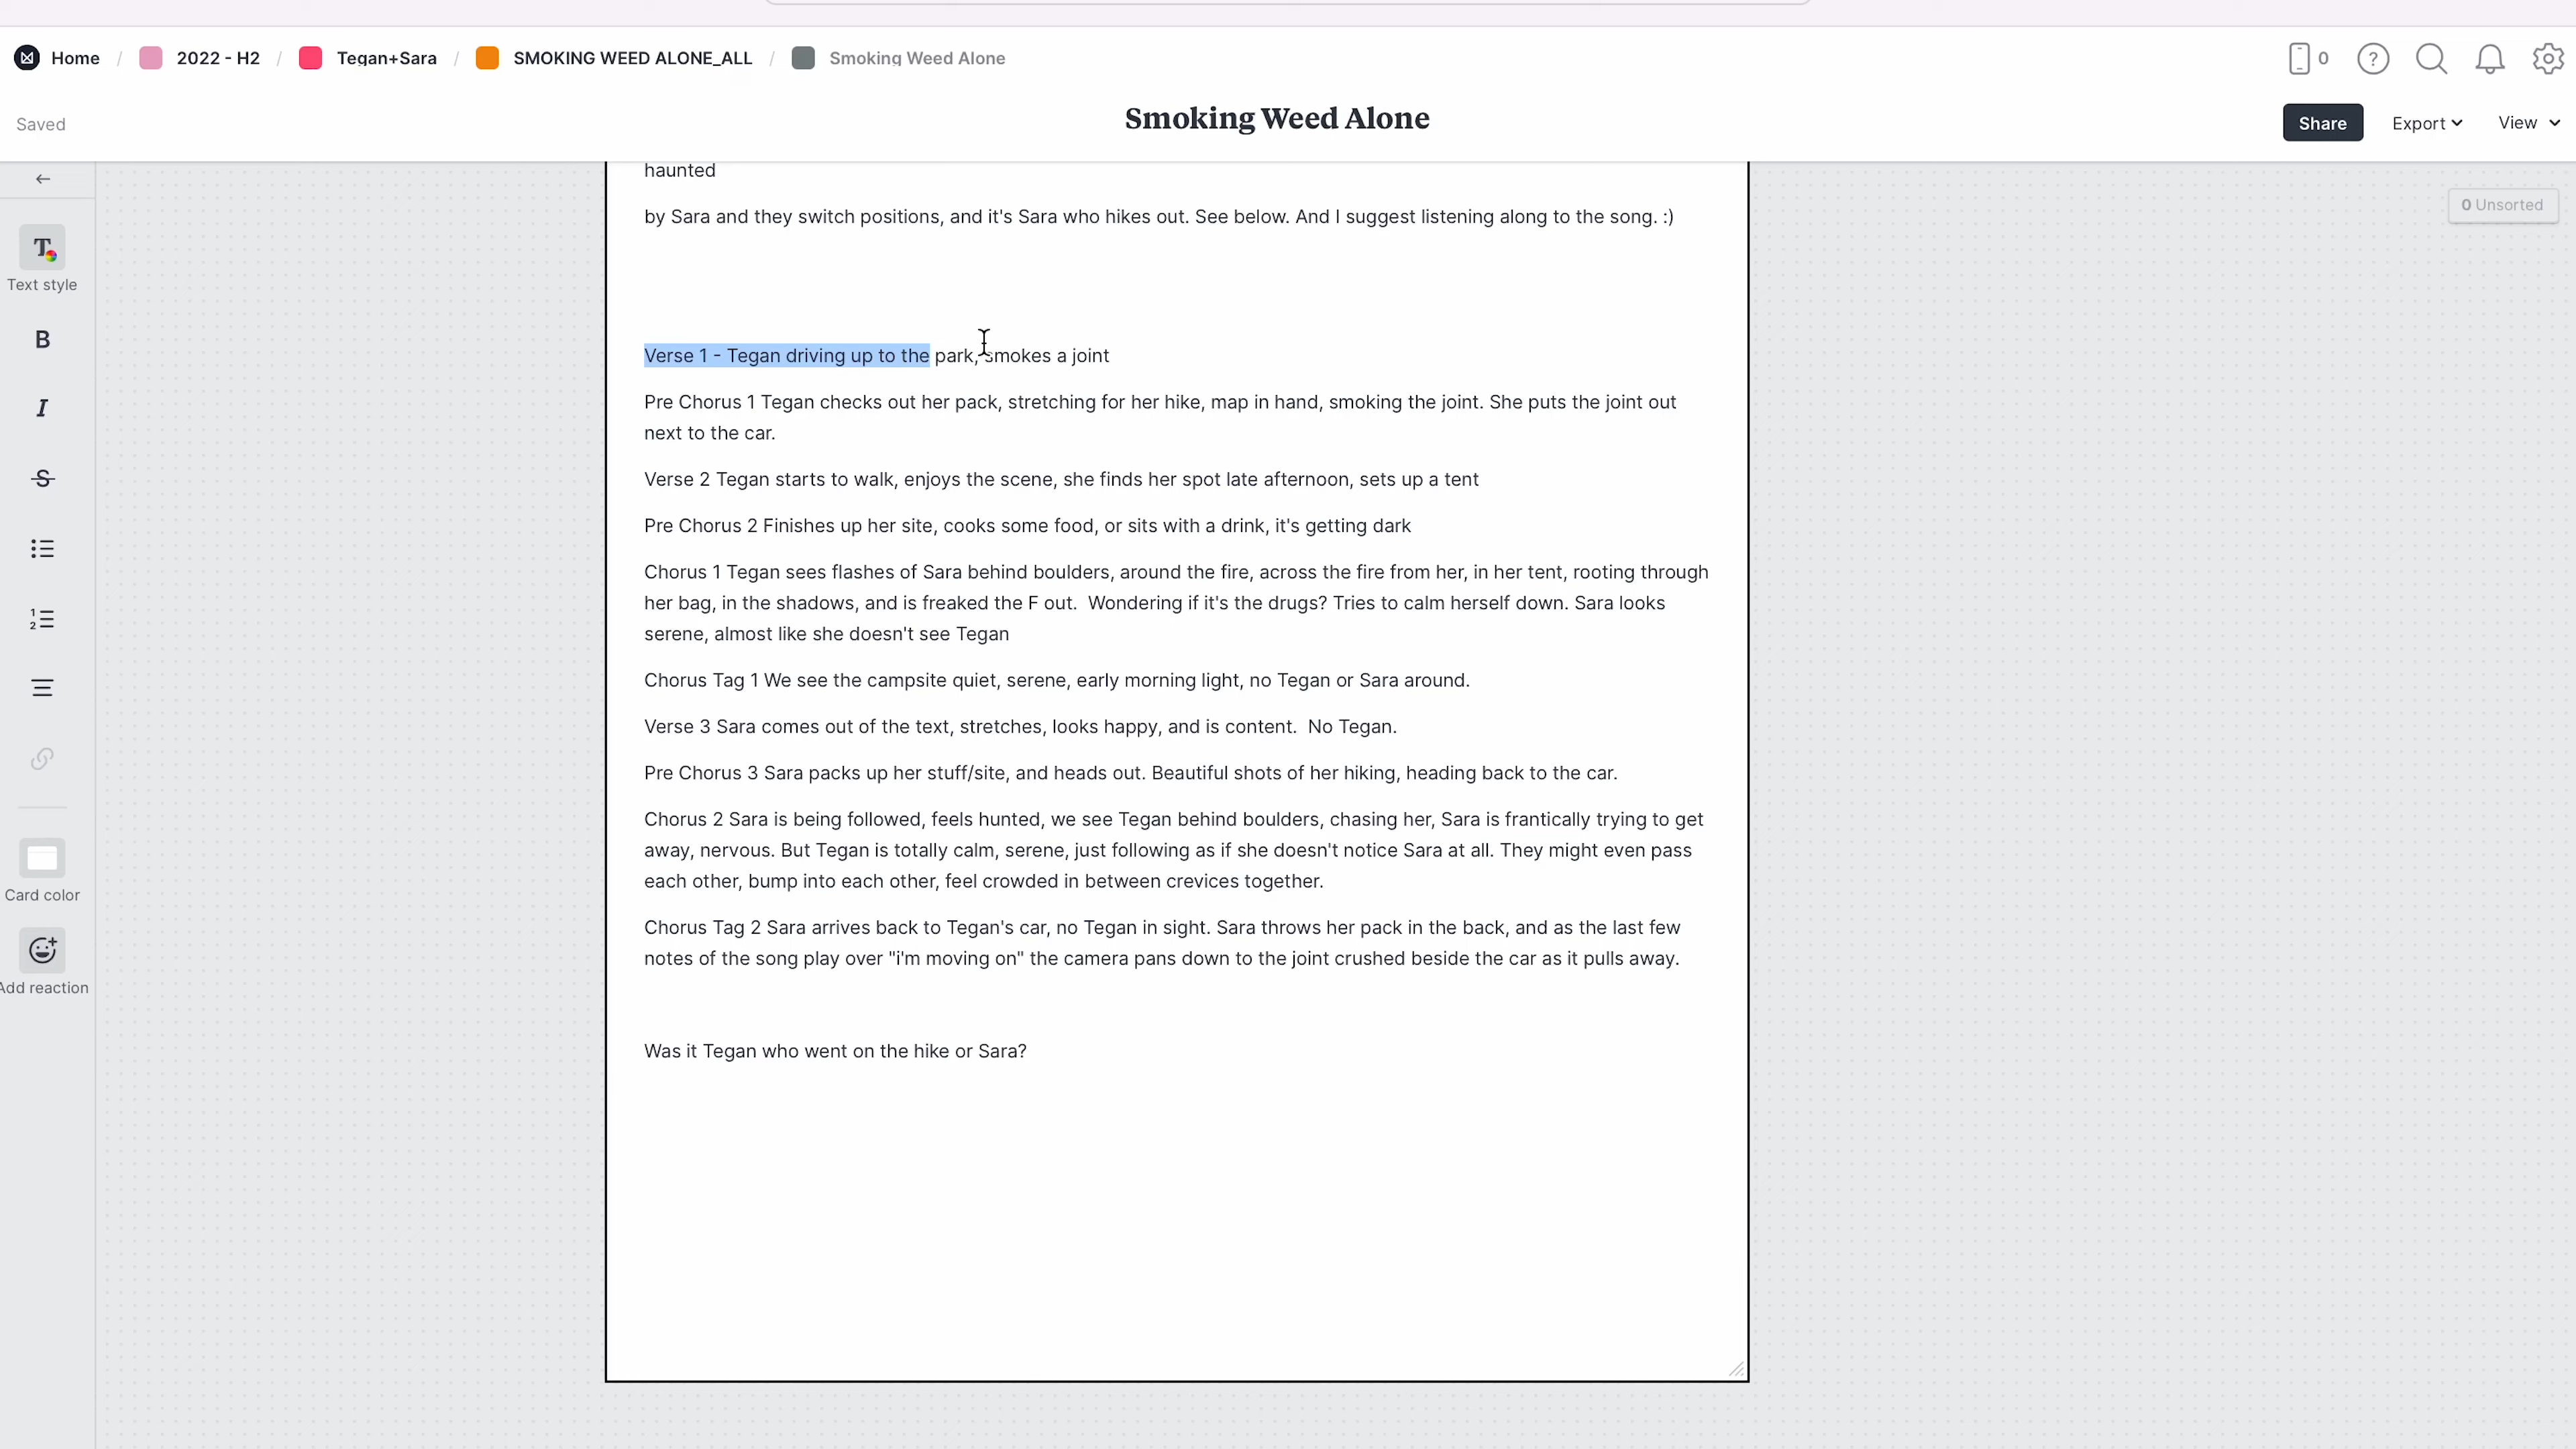 Home / 2022 - H2 / Tegan+Sara / SMOKING WEED ALONE_ALL / Smoking Weed Alone
0
Saved
Smoking Weed Alone
Share
Export
View
0 Unsorted
Text style
B
I
S
Card color
Add reaction
haunted
by Sara and they switch positions, and it's Sara who hikes out. See below. And I suggest listening along to the song. :)
Verse 1 - Tegan driving up to the park, smokes a joint
Pre Chorus 1 Tegan checks out her pack, stretching for her hike, map in hand, smoking the joint. She puts the joint out
next to the car.
Verse 2 Tegan starts to walk, enjoys the scene, she finds her spot late afternoon, sets up a tent
Pre Chorus 2 Finishes up her site, cooks some food, or sits with a drink, it's getting dark
Chorus 1 Tegan sees flashes of Sara behind boulders, around the fire, across the fire from her, in her tent, rooting through
her bag, in the shadows, and is freaked the F out.  Wondering if it's the drugs? Tries to calm herself down. Sara looks
serene, almost like she doesn't see Tegan
Chorus Tag 1 We see the campsite quiet, serene, early morning light, no Tegan or Sara around.
Verse 3 Sara comes out of the text, stretches, looks happy, and is content.  No Tegan.
Pre Chorus 3 Sara packs up her stuff/site, and heads out. Beautiful shots of her hiking, heading back to the car.
Chorus 2 Sara is being followed, feels hunted, we see Tegan behind boulders, chasing her, Sara is frantically trying to get
away, nervous. But Tegan is totally calm, serene, just following as if she doesn't notice Sara at all. They might even pass
each other, bump into each other, feel crowded in between crevices together.
Chorus Tag 2 Sara arrives back to Tegan's car, no Tegan in sight. Sara throws her pack in the back, and as the last few
notes of the song play over "i'm moving on" the camera pans down to the joint crushed beside the car as it pulls away.
Was it Tegan who went on the hike or Sara?